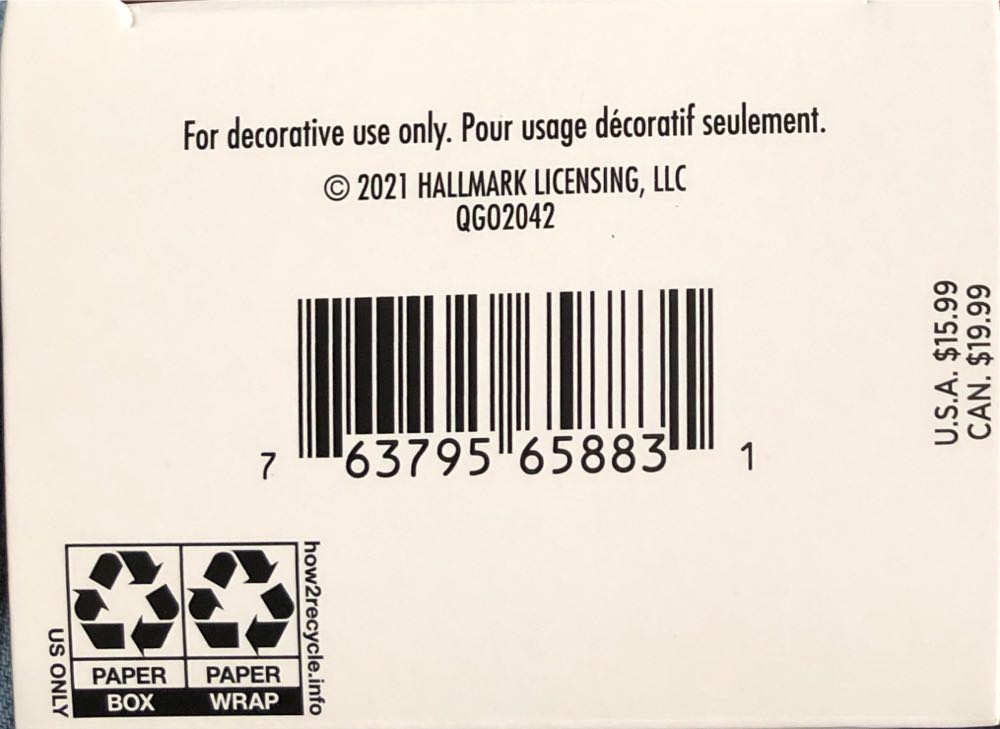 For decorative use only. Pour usage décoratif seulement.
© 2021 HALLMARK LICENSING, LLC
QGO2042
7 63795 65883 1
U.S.A. $15.99
CAN. $19.99
how2recycle.info
PAPER PAPER
BOX WRAP
US ONLY